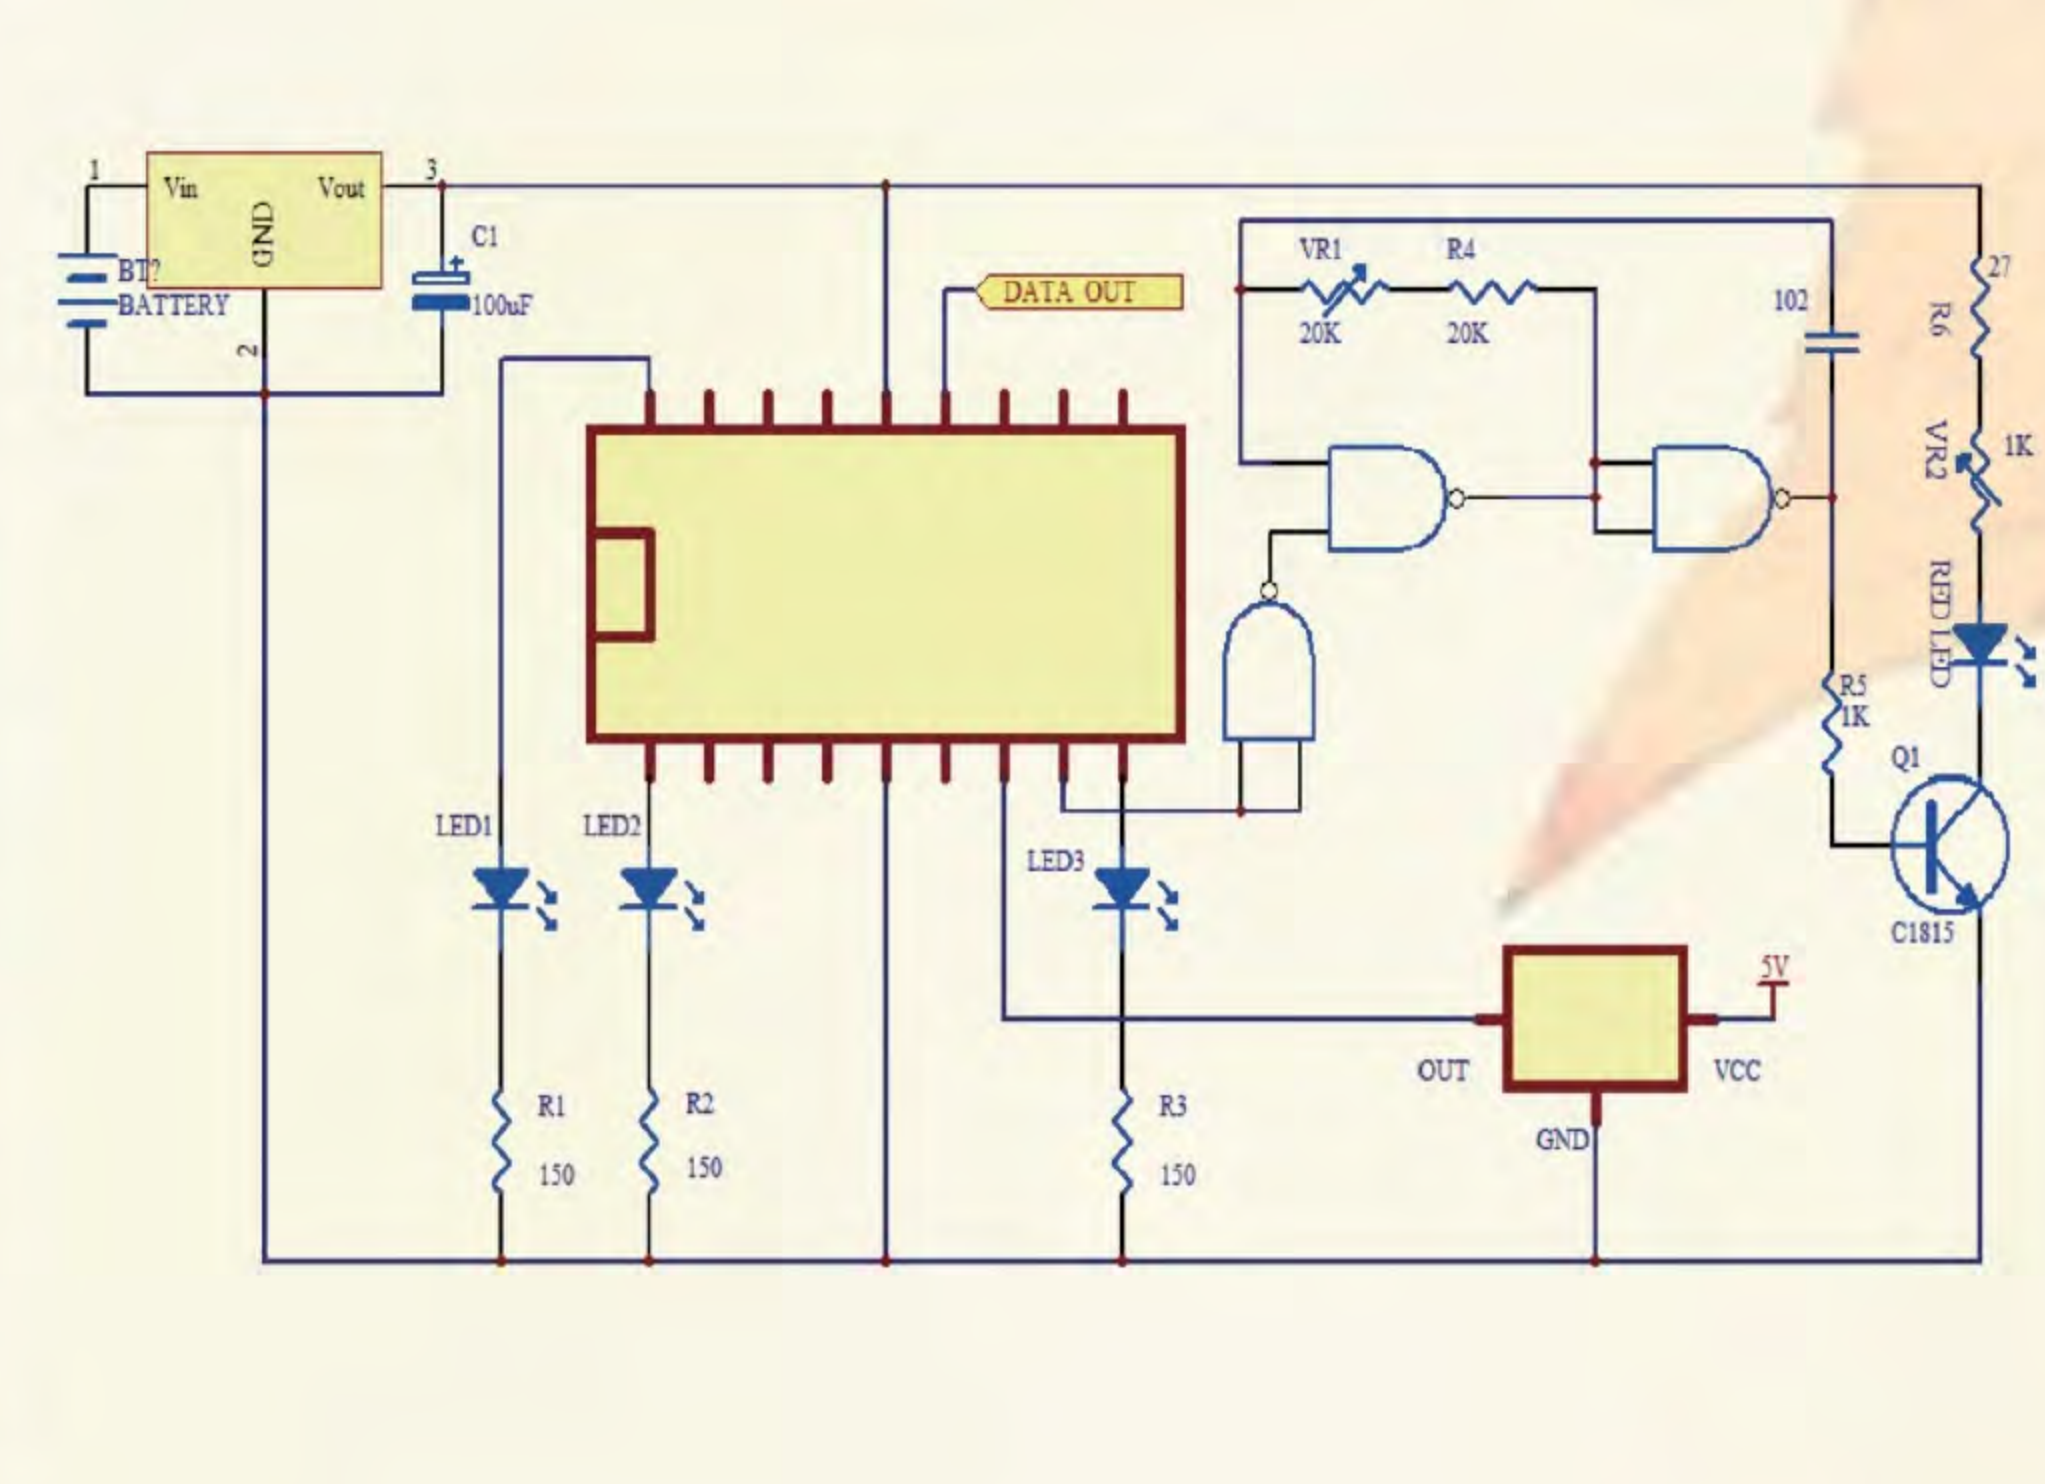 1
Vin
Vout
GND
3
2
BT?
BATTERY
C1
100uF
DATA OUT
VR1
20K
R4
20K
102
27
R6
1K
VR2
RED LED
R5
1K
Q1
C1815
LED1
LED2
LED3
R1
150
R2
150
R3
150
5V
OUT
VCC
GND